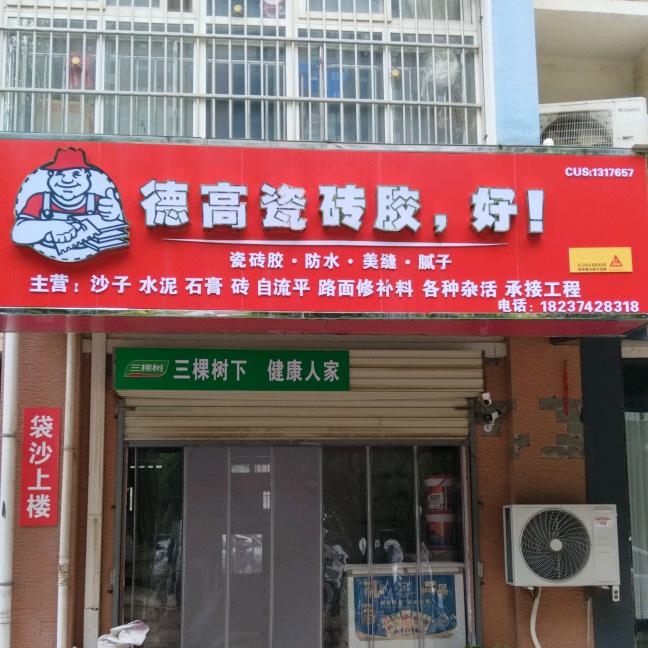 CUS:1317657
德高瓷砖胶，好！
瓷砖胶·防水·美缝·腻子
主营：沙子 水泥 石膏 砖 自流平 路面修补料 各种杂活 承接工程
电话：18237428318
三棵树 三棵树下 健康人家
袋沙上楼